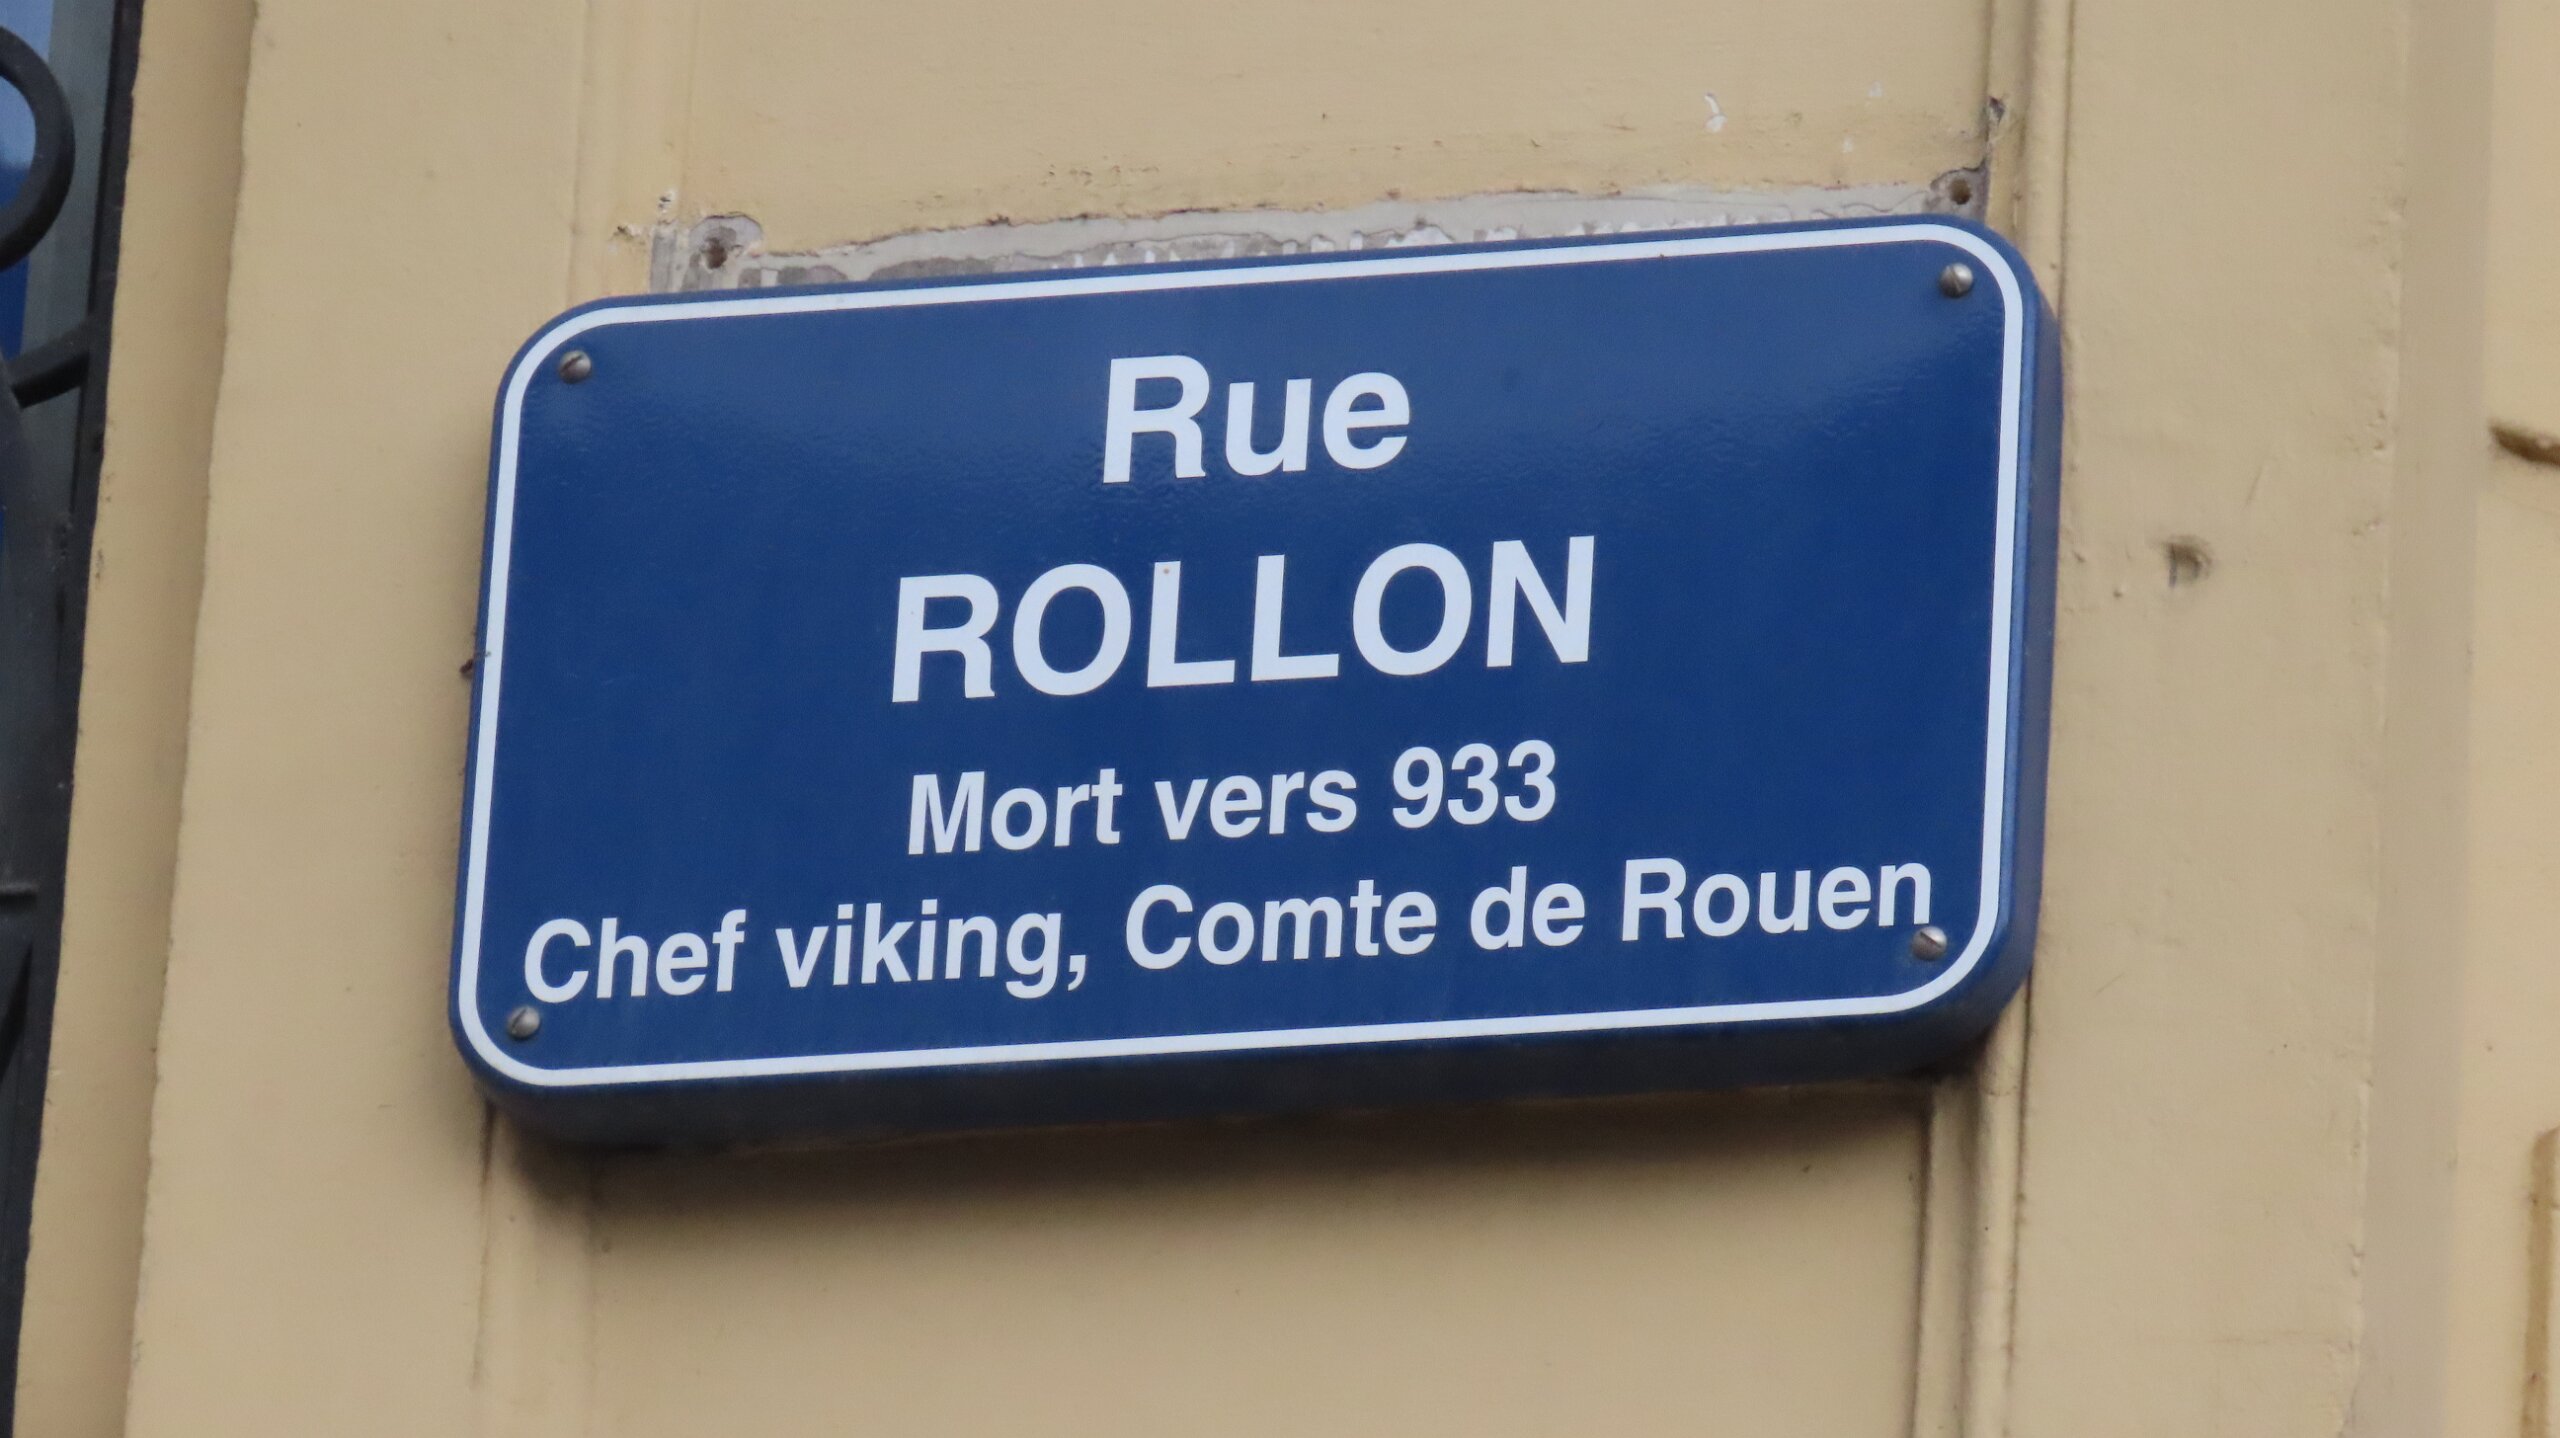 Rue
ROLLON
Mort vers 933
Chef viking, Comte de Rouen